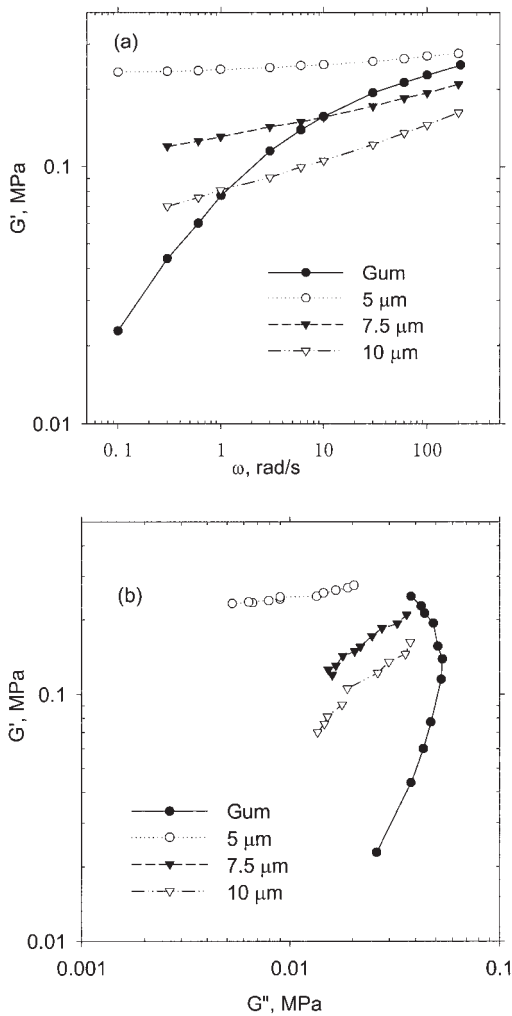 (a)
G', MPa
0.1
0.01
Gum
5 μm
7.5 μm
10 μm
0.1 1 10 100
ω, rad/s
(b)
G', MPa
0.1
0.01
Gum
5 μm
7.5 μm
10 μm
0.001 0.01 0.1
G", MPa